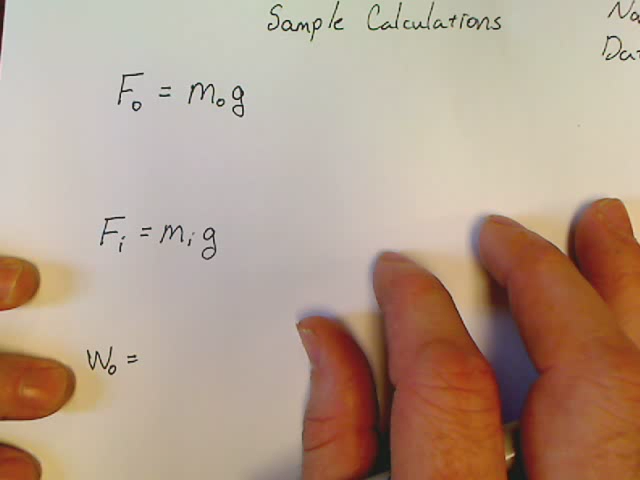 Sample Calculations
F₀ = m₀g
Fᵢ = mᵢg
W₀ =